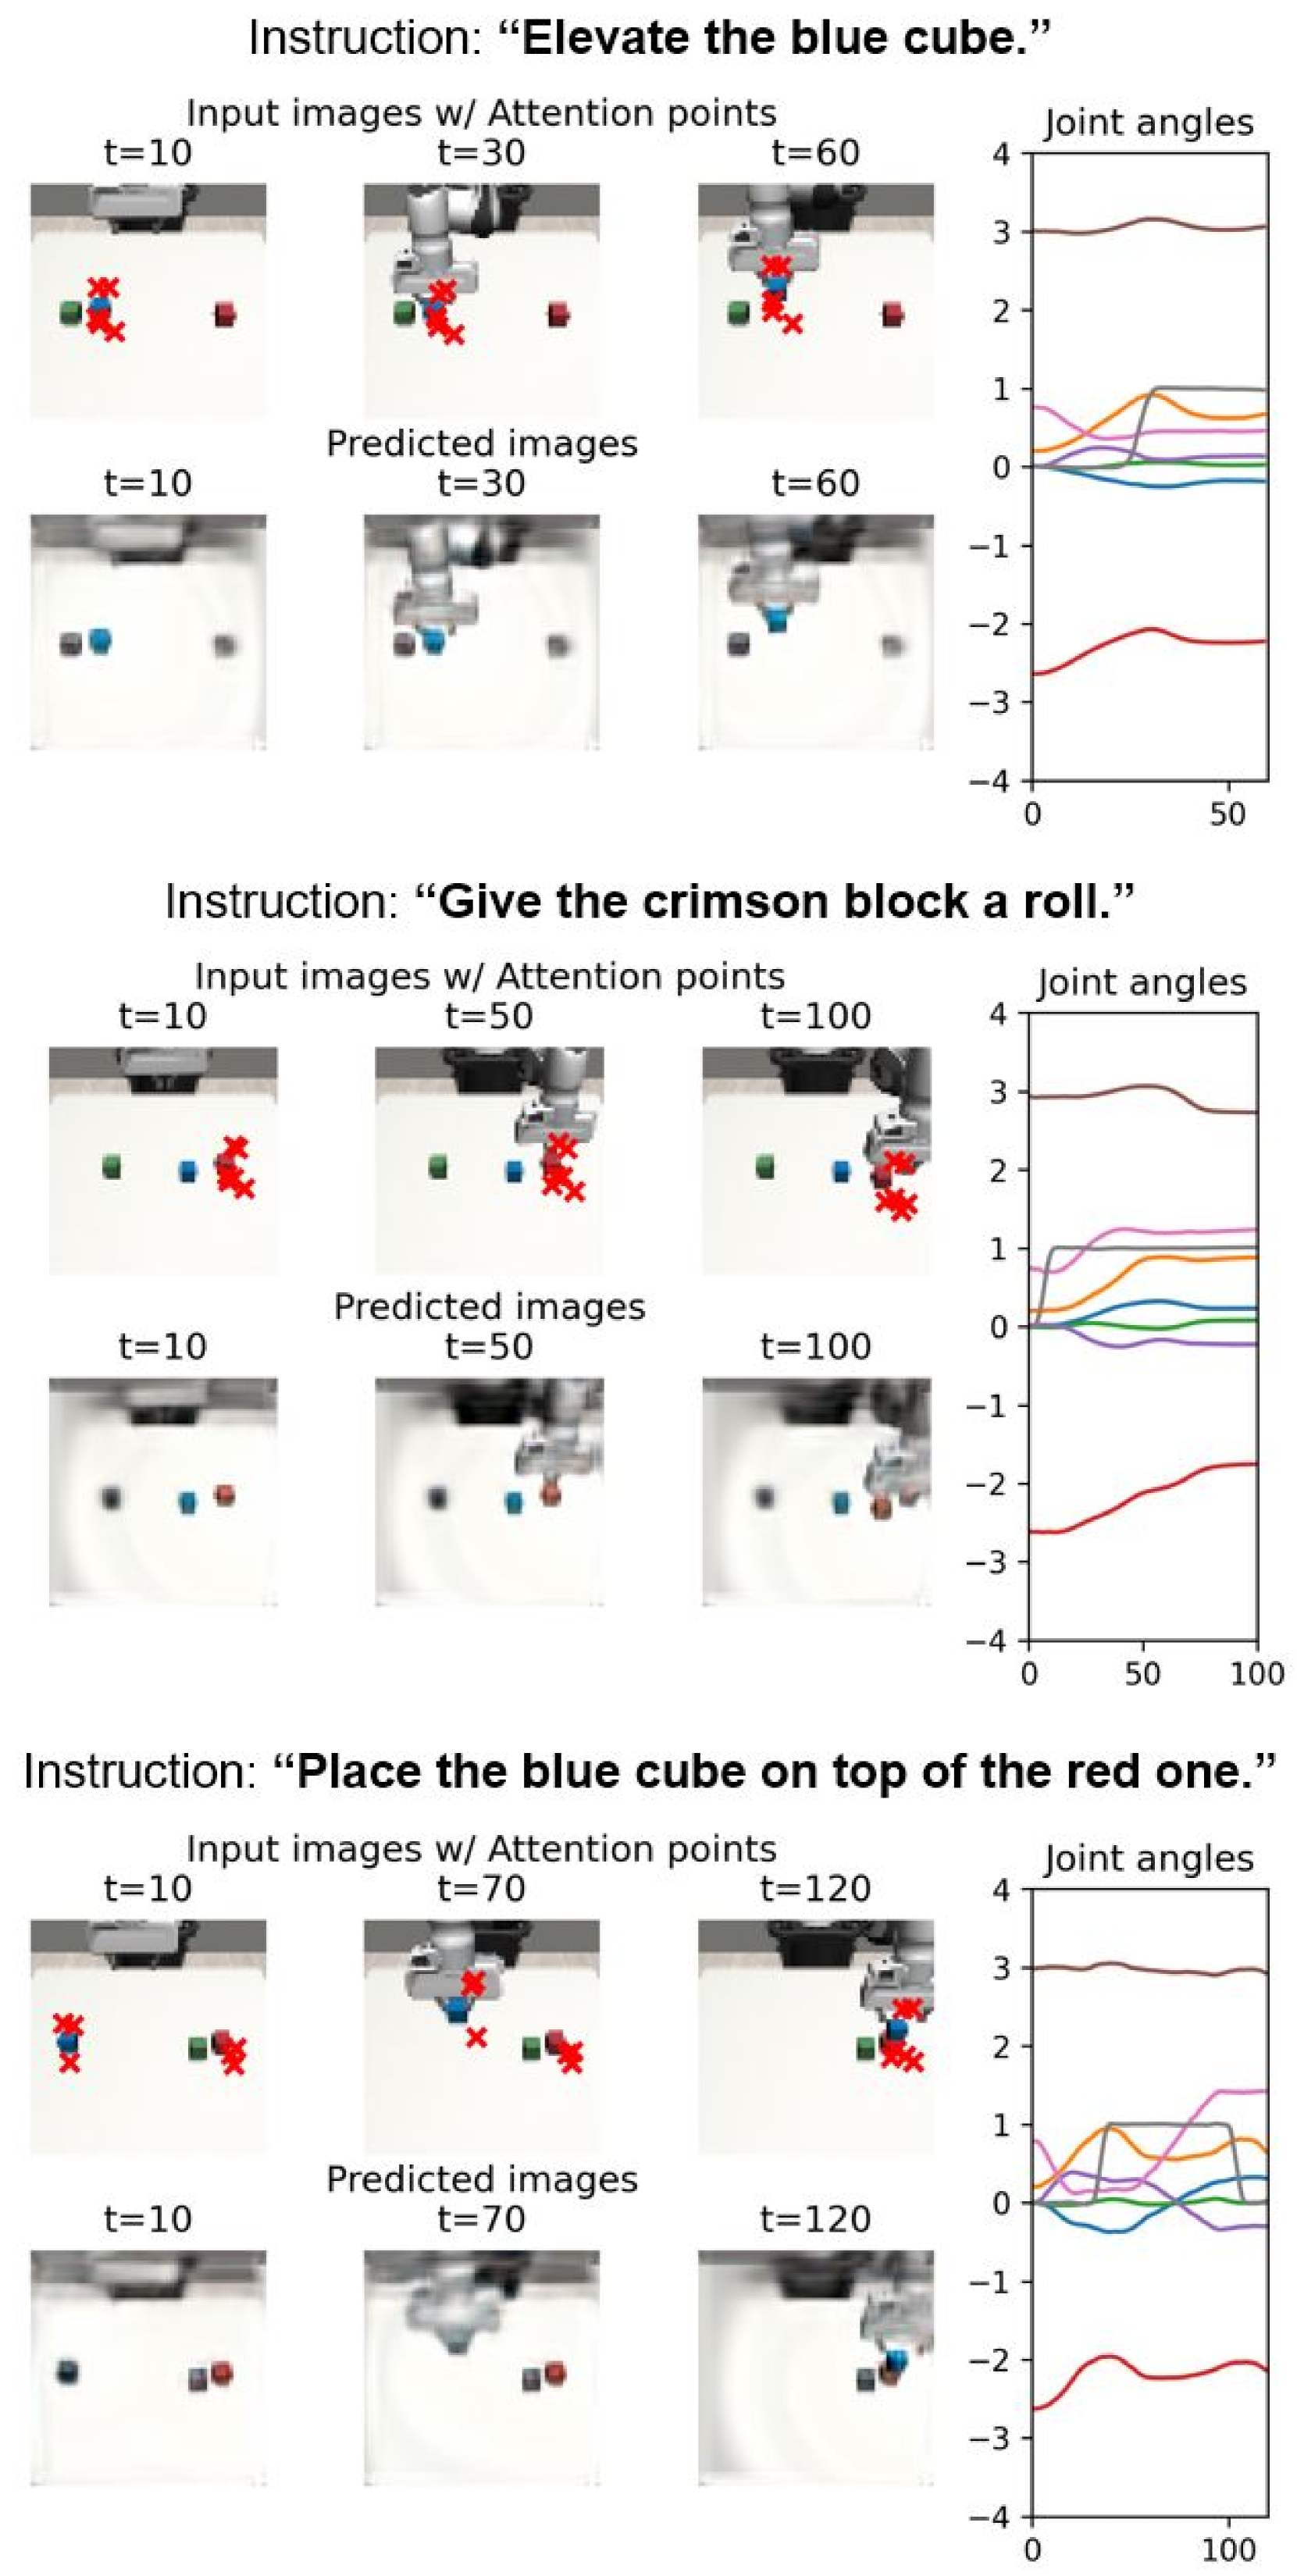 Instruction: “Elevate the blue cube.”
Input images w/ Attention points
t=10 t=30 t=60
Predicted images
t=10 t=30 t=60
Joint angles
4
3
2
1
0
−1
−2
−3
−4
0 50
Instruction: “Give the crimson block a roll.”
Input images w/ Attention points
t=10 t=50 t=100
Predicted images
t=10 t=50 t=100
Joint angles
4
3
2
1
0
−1
−2
−3
−4
0 50 100
Instruction: “Place the blue cube on top of the red one.”
Input images w/ Attention points
t=10 t=70 t=120
Predicted images
t=10 t=70 t=120
Joint angles
4
3
2
1
0
−1
−2
−3
−4
0 100